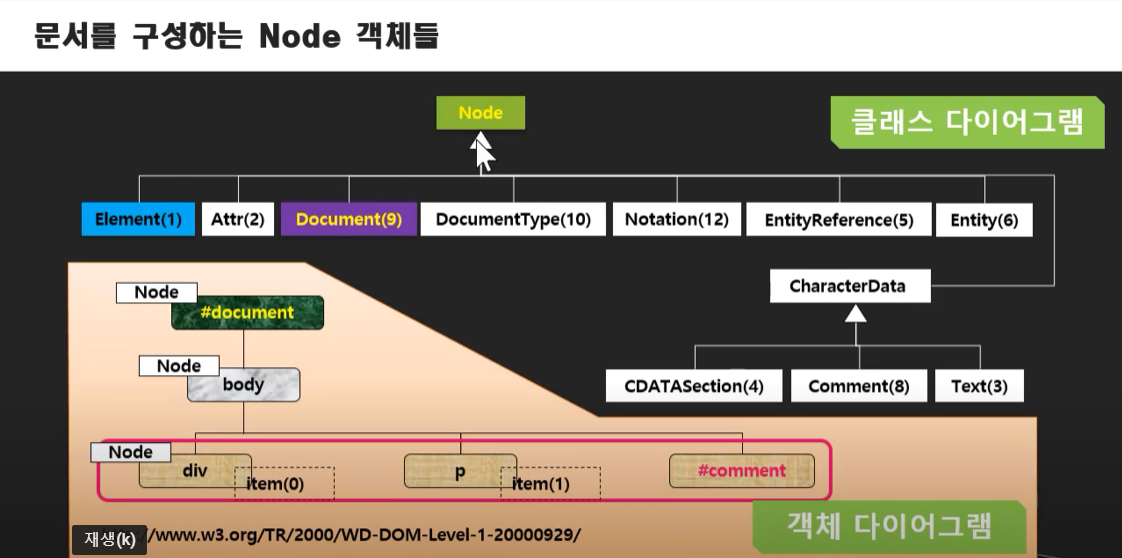 문서를 구성하는 Node 객체들
Node
클래스 다이어그램
Element(1)
Attr(2)
Document(9)
DocumentType(10)
Notation(12)
EntityReference(5)
Entity(6)
CharacterData
CDATASection(4)
Comment(8)
Text(3)
Node
#document
Node
body
Node
div
item(0)
p
item(1)
#comment
객체 다이어그램
재생(k)
/www.w3.org/TR/2000/WD-DOM-Level-1-20000929/